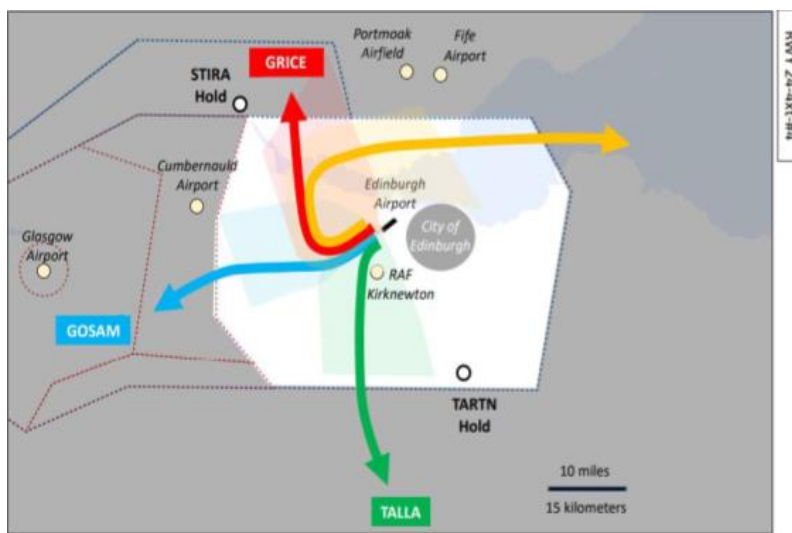 GRICE
Portmoak
Airfield
Fife
Airport
STIRA
Hold
Cumbernauld
Airport
Edinburgh
Airport
City of
Edinburgh
Glasgow
Airport
RAF
Kirknewton
GOSAM
TARTN
Hold
10 miles
15 kilometers
TALLA